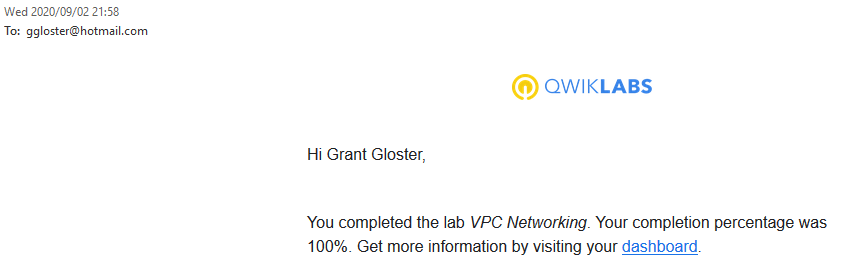 Wed 2020/09/02 21:58
To: ggloster@hotmail.com
QWIKLABS
Hi Grant Gloster,
You completed the lab VPC Networking. Your completion percentage was
100%. Get more information by visiting your dashboard.